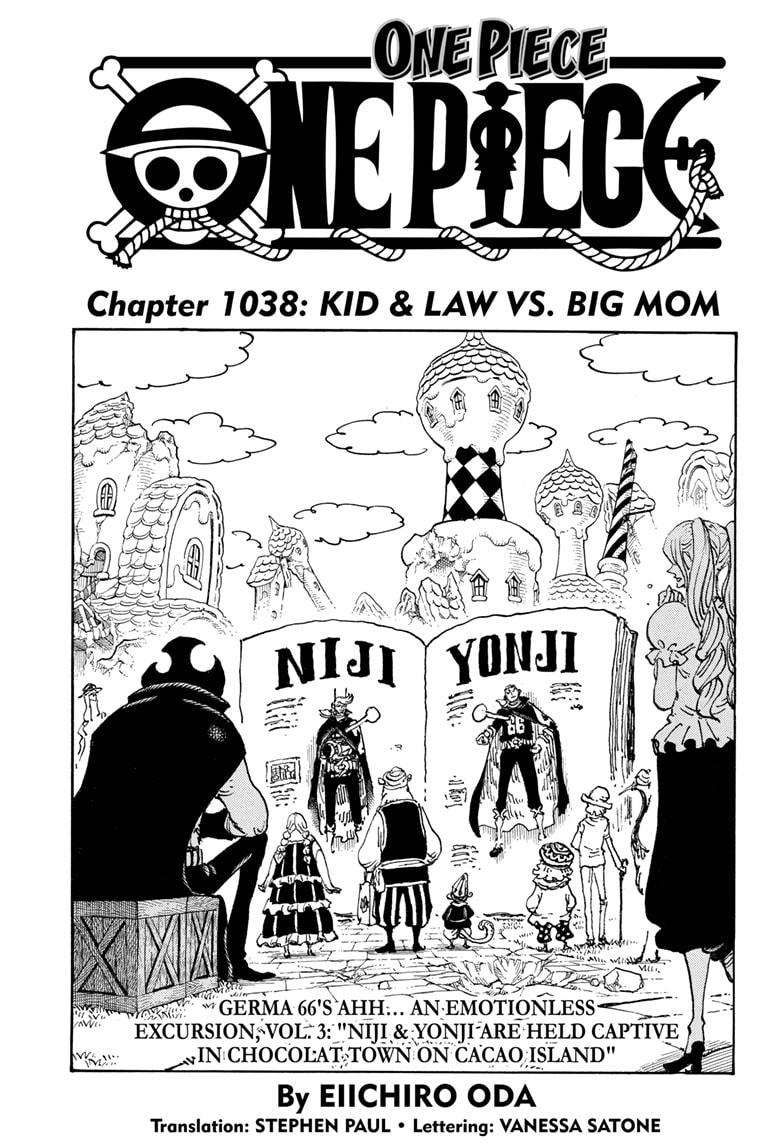 ONE PIECE
ONE PIECE
Chapter 1038: KID & LAW VS. BIG MOM
NIJI YONJI
66
GERMA 66'S AHH... AN EMOTIONLESS
EXCURSION, VOL. 3: "NIJI & YONJI ARE HELD CAPTIVE
IN CHOCOLAT TOWN ON CACAO ISLAND"
By EIICHIRO ODA
Translation: STEPHEN PAUL • Lettering: VANESSA SATONE